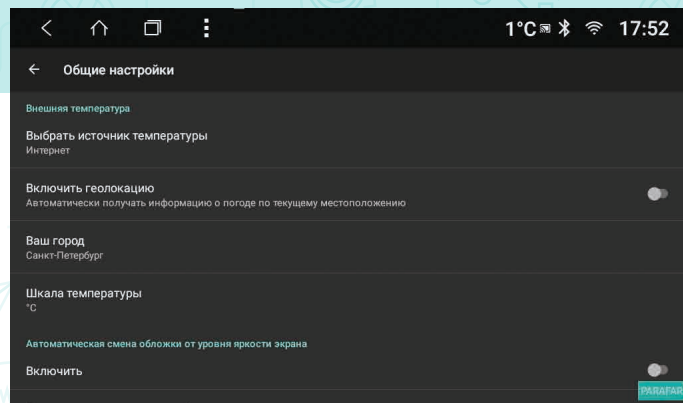 1°C 17:52
Общие настройки
Внешняя температура
Выбрать источник температуры
Интернет
Включить геолокацию
Автоматически получать информацию о погоде по текущему местоположению
Ваш город
Санкт-Петербург
Шкала температуры
°C
Автоматическая смена обложки от уровня яркости экрана
Включить
PARAFAR